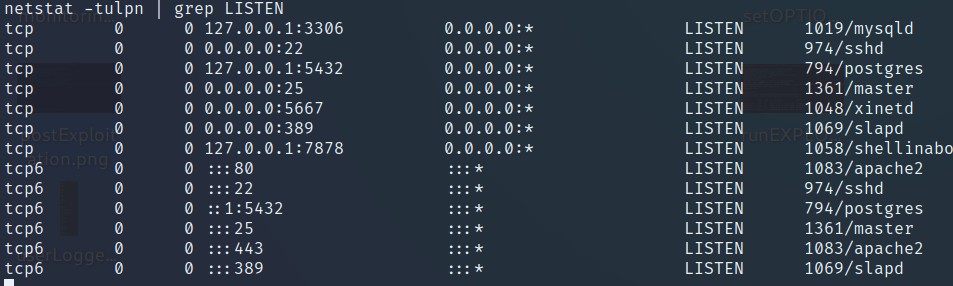 netstat -tulpn | grep LISTEN
tcp 0 0 127.0.0.1:3306 0.0.0.0:* LISTEN 1019/mysqld
tcp 0 0 0.0.0.0:22 0.0.0.0:* LISTEN 974/sshd
tcp 0 0 127.0.0.1:5432 0.0.0.0:* LISTEN 794/postgres
tcp 0 0 0.0.0.0:25 0.0.0.0:* LISTEN 1361/master
tcp 0 0 0.0.0.0:5667 0.0.0.0:* LISTEN 1048/xinetd
tcp 0 0 0.0.0.0:389 0.0.0.0:* LISTEN 1069/slapd
tcp 0 0 127.0.0.1:7878 0.0.0.0:* LISTEN 1058/shellinabo
tcp6 0 0 :::80 :::* LISTEN 1083/apache2
tcp6 0 0 :::22 :::* LISTEN 974/sshd
tcp6 0 0 ::1:5432 :::* LISTEN 794/postgres
tcp6 0 0 :::25 :::* LISTEN 1361/master
tcp6 0 0 :::443 :::* LISTEN 1083/apache2
tcp6 0 0 :::389 :::* LISTEN 1069/slapd
postExploit
ation.png